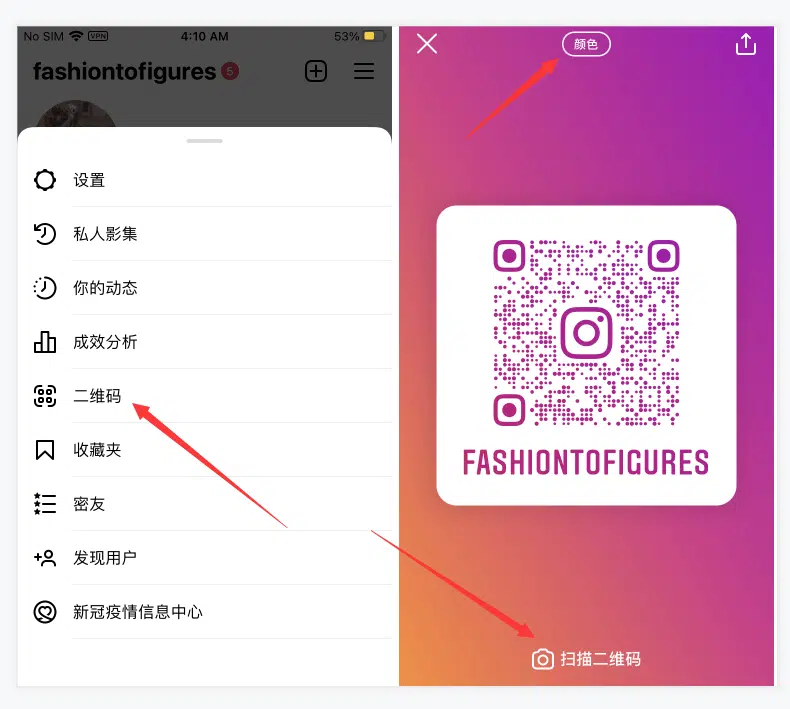 No SIM VPN 4:10 AM 53%
fashiontofigures 5
设置
私人影集
你的动态
成效分析
二维码
收藏夹
密友
发现用户
新冠疫情信息中心
颜色
FASHIONTOFIGURES
扫描二维码